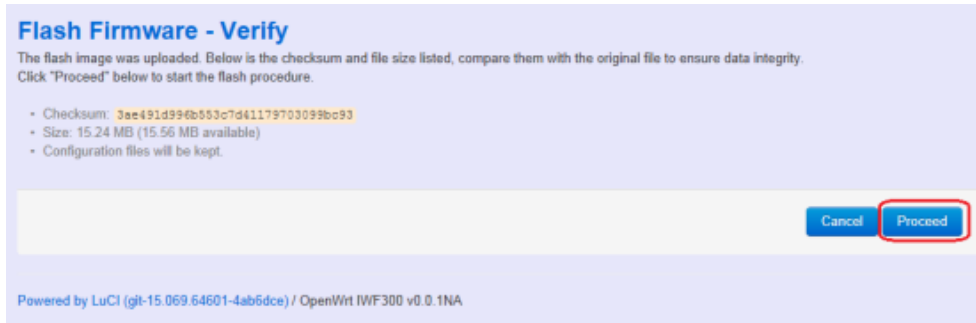 Flash Firmware - Verify
The flash image was uploaded. Below is the checksum and file size listed, compare them with the original file to ensure data integrity.
Click "Proceed" below to start the flash procedure.
• Checksum: 3ae491d996b553c7d41179703099bc93
• Size: 15.24 MB (15.56 MB available)
• Configuration files will be kept.
Cancel Proceed
Powered by LuCI (git-15.069.64601-4ab6dce) / OpenWrt IWF300 v0.0.1NA